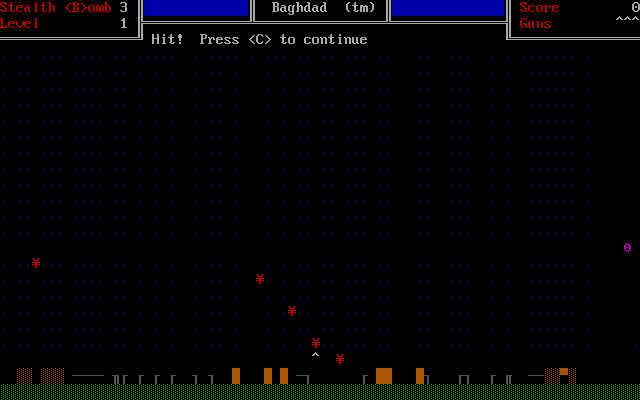 Stealth <B>omb 3
Baghdad (tm)
Score 0
Level 1
Guns ^^^
Hit! Press <C> to continue